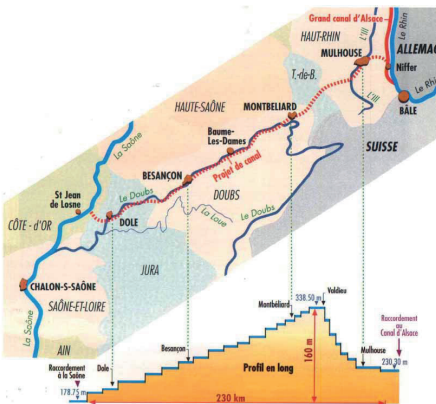 Grand canal d'Alsace
HAUT-RHIN
L'Ill
Le Rhin
MULHOUSE
ALLEMAG
Niffer
T.-de-B.
L'Ill
Le Rhin
HAUTE-SAÔNE
MONTBELIARD
BÂLE
La Saône
Baume-
Les-Dames
SUISSE
BESANÇON
Projet de canal
St Jean
de Losne
Le Doubs
DOUBS
CÔTE - d'OR
DOLE
La Loue
Le Doubs
CHALON-S-SAÔNE
JURA
SAÔNE-ET-LOIRE
La Saône
AIN
338.50 m
Valdieu
Montbéliard
Raccordement
au
Canal d'Alsace
Raccordement
à la Saône
Dole
Besançon
160 m
Mulhouse
178.75 m
Profil en long
230.30 m
230 km